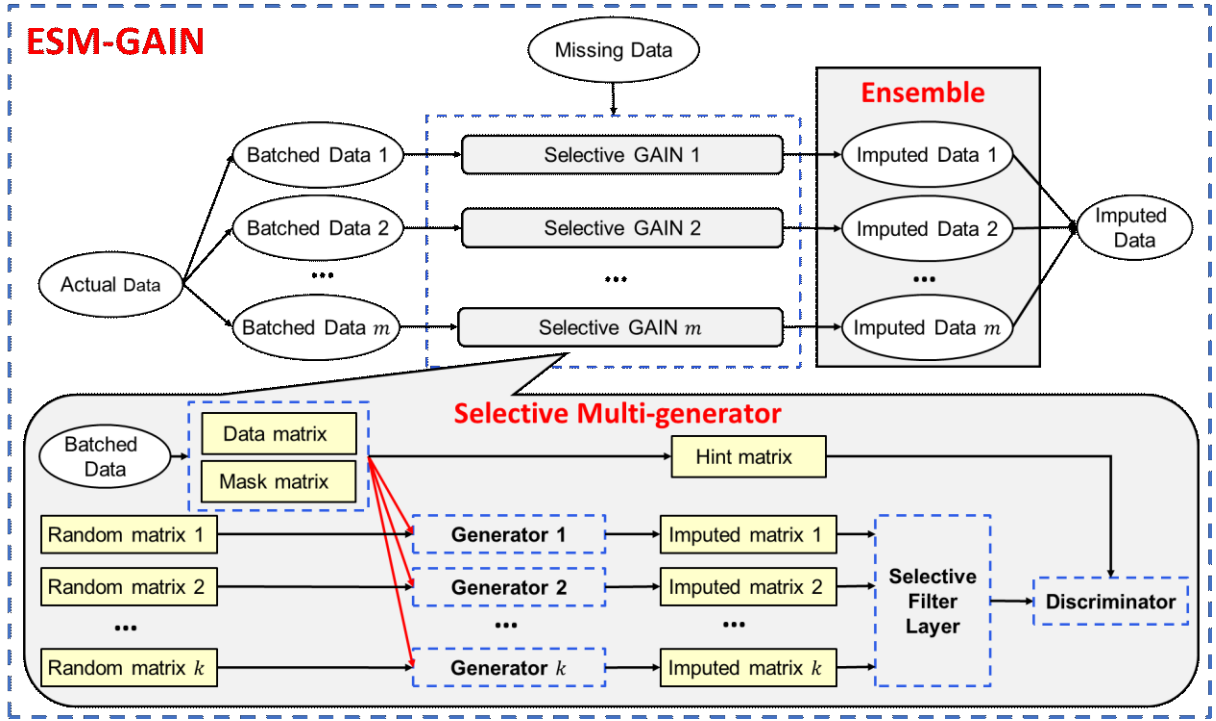 ESM-GAIN
Missing Data
Ensemble
Batched Data 1
Selective GAIN 1
Imputed Data 1
Batched Data 2
Selective GAIN 2
Imputed Data 2
Imputed
Data
Actual Data
...
...
...
Batched Data m
Selective GAIN m
Imputed Data m
Selective Multi-generator
Batched
Data
Data matrix
Mask matrix
Hint matrix
Random matrix 1
Generator 1
Imputed matrix 1
Random matrix 2
Generator 2
Imputed matrix 2
Selective
Filter
Layer
Discriminator
...
...
...
Random matrix k
Generator k
Imputed matrix k